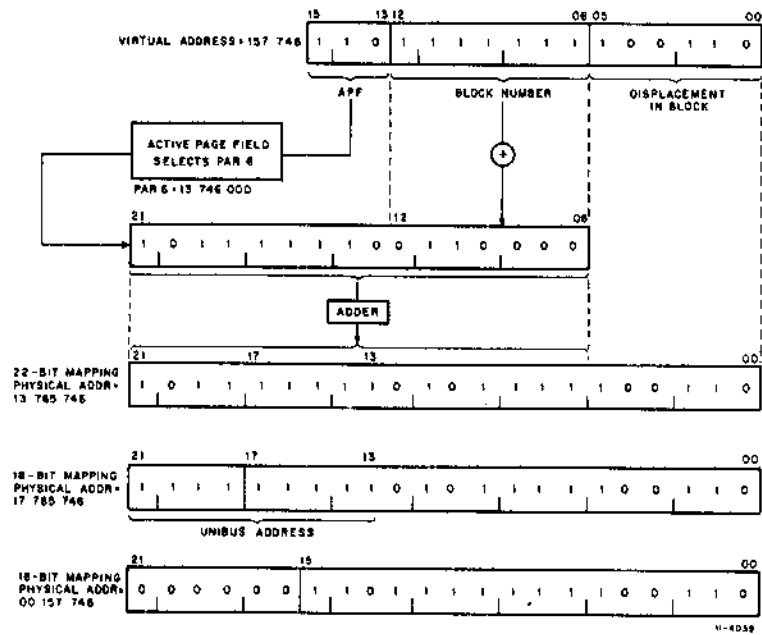 15 13 12 06 05 00
VIRTUAL ADDRESS = 157 746
1 1 0 1 1 1 1 1 1 1 1 0 0 1 1 0
APF
BLOCK NUMBER
DISPLACEMENT
IN BLOCK
ACTIVE PAGE FIELD
SELECTS PAR 6
+
PAR 6 = 13 746 000
21 12 06
1 0 1 1 1 1 1 1 0 0 1 1 0 0 0 0
ADDER
21 17 13 00
22-BIT MAPPING
PHYSICAL ADDR=
13 765 746
1 0 1 1 1 1 1 1 1 0 1 0 1 1 1 1 1 0 0 1 1 0
21 17 13 00
18-BIT MAPPING
PHYSICAL ADDR=
17 765 746
1 1 1 1 1 1 1 1 1 0 1 0 1 1 1 1 1 0 0 1 1 0
UNIBUS ADDRESS
21 15 00
16-BIT MAPPING
PHYSICAL ADDR=
00 157 746
0 0 0 0 0 0 1 1 0 1 1 1 1 1 1 1 1 0 0 1 1 0
11-4039